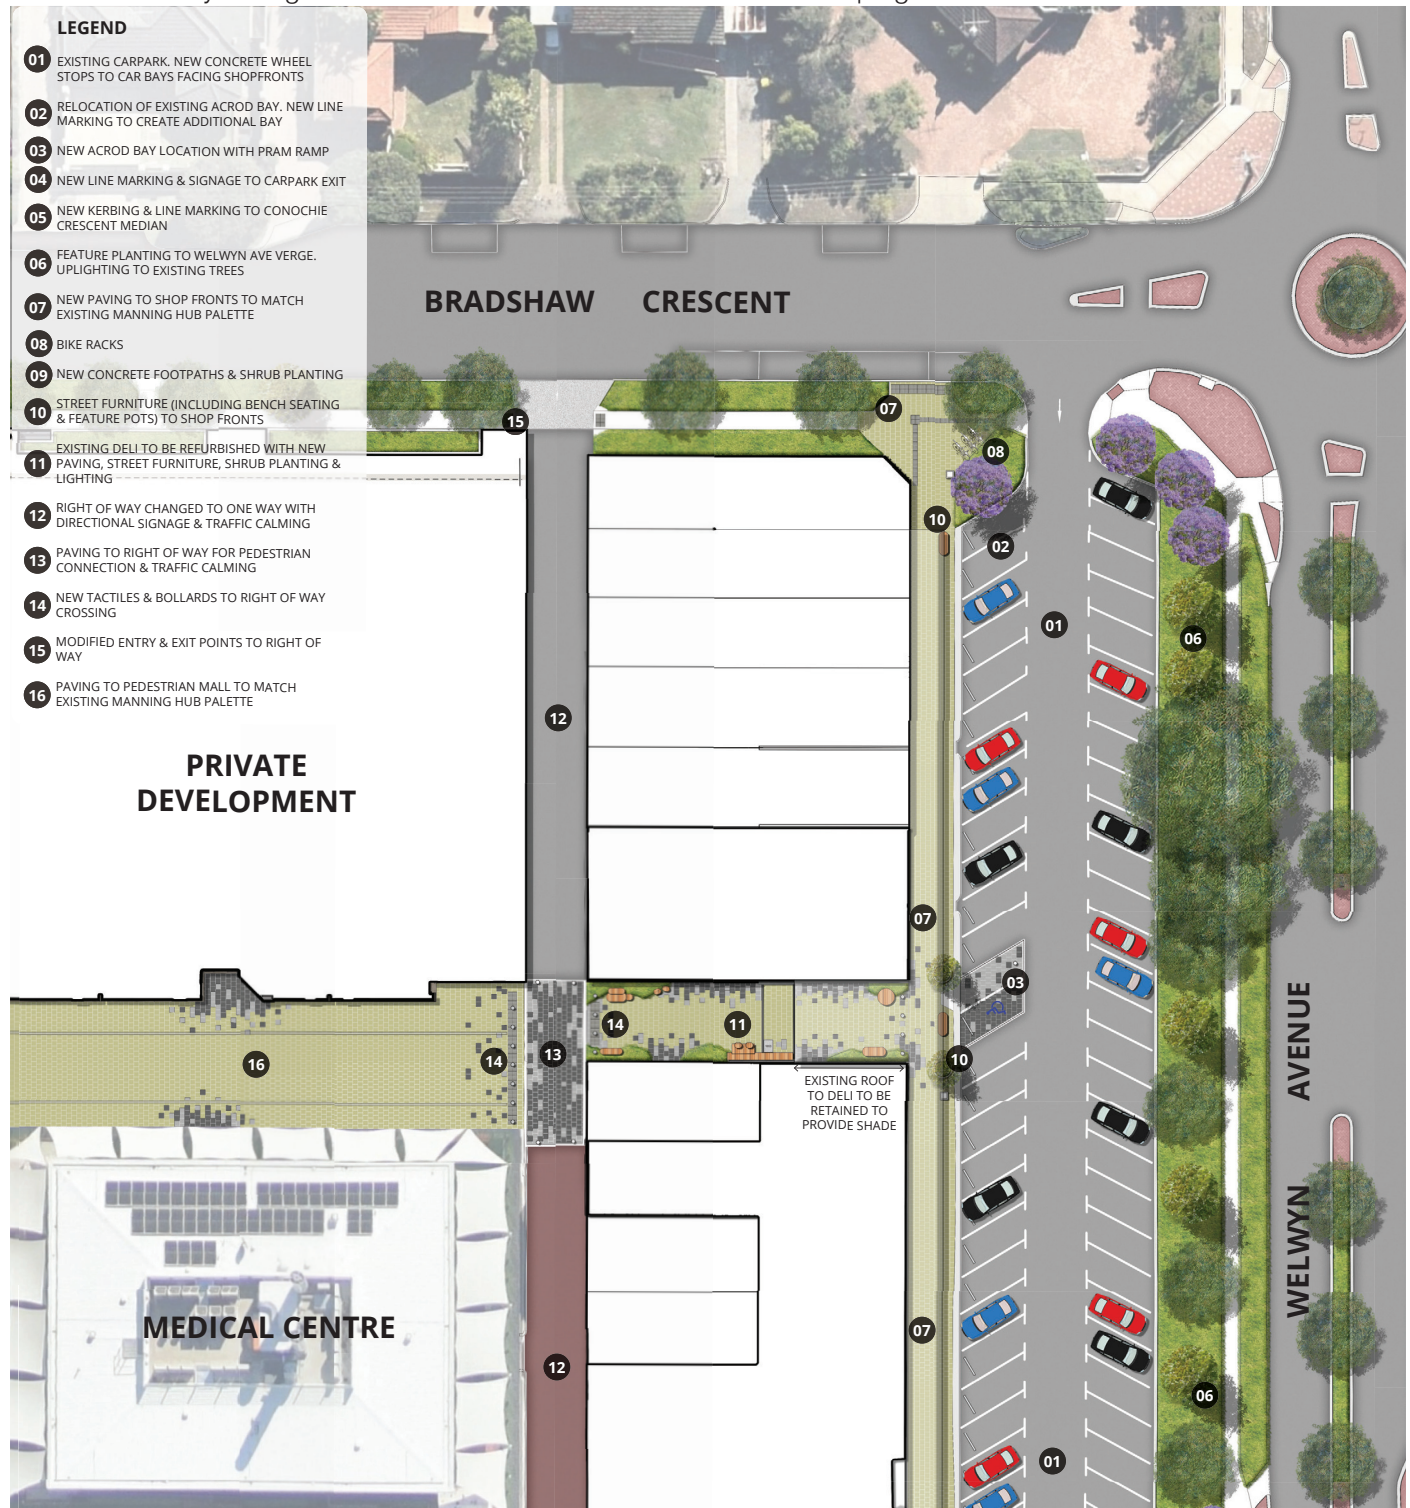 LEGEND
01 EXISTING CARPARK. NEW CONCRETE WHEEL
STOPS TO CAR BAYS FACING SHOPFRONTS
02 RELOCATION OF EXISTING ACROD BAY. NEW LINE
MARKING TO CREATE ADDITIONAL BAY
03 NEW ACROD BAY LOCATION WITH PRAM RAMP
04 NEW LINE MARKING & SIGNAGE TO CARPARK EXIT
05 NEW KERBING & LINE MARKING TO CONOCHIE
CRESCENT MEDIAN
06 FEATURE PLANTING TO WELWYN AVE VERGE.
UPLIGHTING TO EXISTING TREES
07 NEW PAVING TO SHOP FRONTS TO MATCH
EXISTING MANNING HUB PALETTE
08 BIKE RACKS
09 NEW CONCRETE FOOTPATHS & SHRUB PLANTING
10 STREET FURNITURE (INCLUDING BENCH SEATING
& FEATURE POTS) TO SHOP FRONTS
11 EXISTING DELI TO BE REFURBISHED WITH NEW
PAVING, STREET FURNITURE, SHRUB PLANTING &
LIGHTING
12 RIGHT OF WAY CHANGED TO ONE WAY WITH
DIRECTIONAL SIGNAGE & TRAFFIC CALMING
13 PAVING TO RIGHT OF WAY FOR PEDESTRIAN
CONNECTION & TRAFFIC CALMING
14 NEW TACTILES & BOLLARDS TO RIGHT OF WAY
CROSSING
15 MODIFIED ENTRY & EXIT POINTS TO RIGHT OF
WAY
16 PAVING TO PEDESTRIAN MALL TO MATCH
EXISTING MANNING HUB PALETTE
BRADSHAW CRESCENT
07
15
08
10
02
01
06
12
PRIVATE
DEVELOPMENT
07
03
14
11
13
14
16
10
EXISTING ROOF
TO DELI TO BE
RETAINED TO
PROVIDE SHADE
WELWYN AVENUE
MEDICAL CENTRE
07
12
06
01